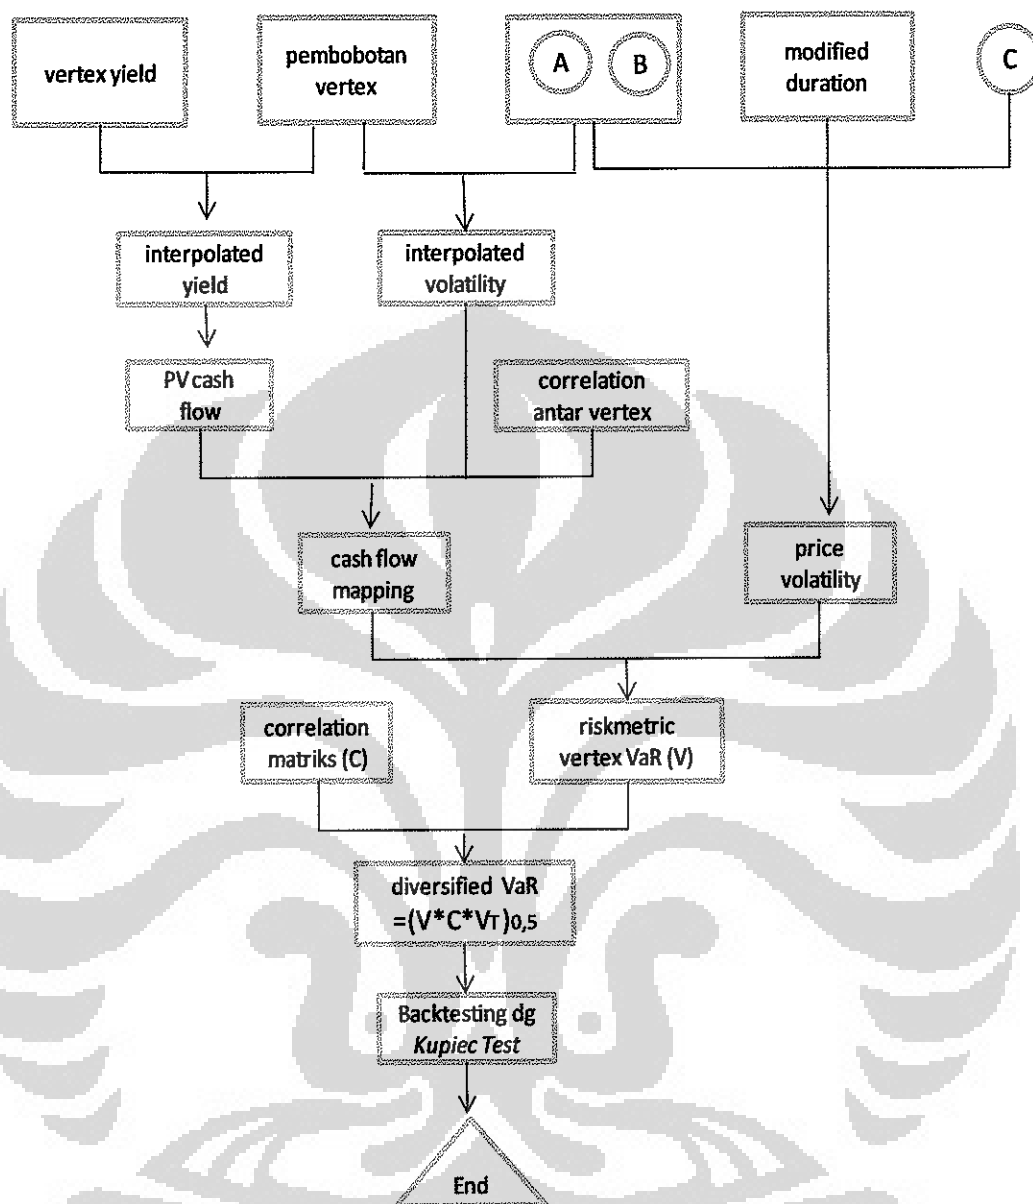 vertex yield
pembobotan
vertex
A
B
modified
duration
C
interpolated
yield
interpolated
volatility
PV cash
flow
correlation
antar vertex
cash flow
mapping
price
volatility
correlation
matriks (C)
riskmetric
vertex VaR (V)
diversified VaR
=(V*C*VT)0,5
Backtesting dg
Kupiec Test
End